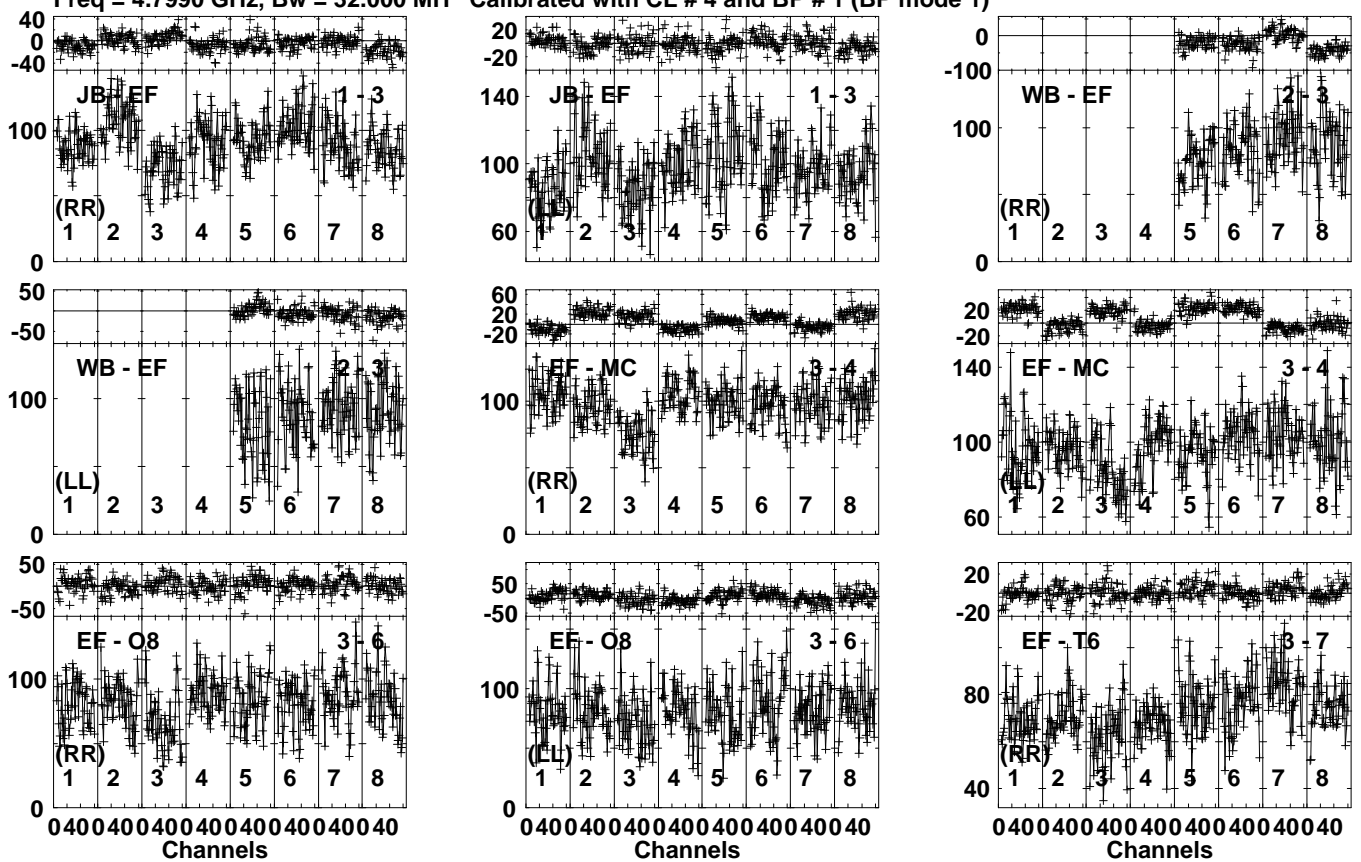 Freq = 4.7990 GHz, Bw = 32.000 MH Calibrated with CL # 4 and BP # 1 (BP mode 1)
40
0
-40
JB - EF
1 - 3
100
(RR)
1 2 3 4 5 6 7 8
0
20
-20
140
JB - EF
1 - 3
100
(LL)
60
1 2 3 4 5 6 7 8
0
-100
WB - EF
2 - 3
100
(RR)
1 2 3 4 5 6 7 8
0
50
-50
WB - EF
2 - 3
100
(LL)
1 2 3 4 5 6 7 8
0
60
20
-20
EF - MC
3 - 4
100
(RR)
1 2 3 4 5 6 7 8
0
20
-20
140
EF - MC
3 - 4
100
(LL)
60
1 2 3 4 5 6 7 8
50
-50
EF - O8
3 - 6
100
(RR)
1 2 3 4 5 6 7 8
0
0 40 0 40 0 40 0 40 0 40 0 40 0 40 0 40
Channels
50
-50
EF - O8
3 - 6
100
(LL)
1 2 3 4 5 6 7 8
0
0 40 0 40 0 40 0 40 0 40 0 40 0 40 0 40
20
-20
EF - T6
3 - 7
80
(RR)
1 2 3 4 5 6 7 8
40
0 40 0 40 0 40 0 40 0 40 0 40 0 40 0 40
Channels